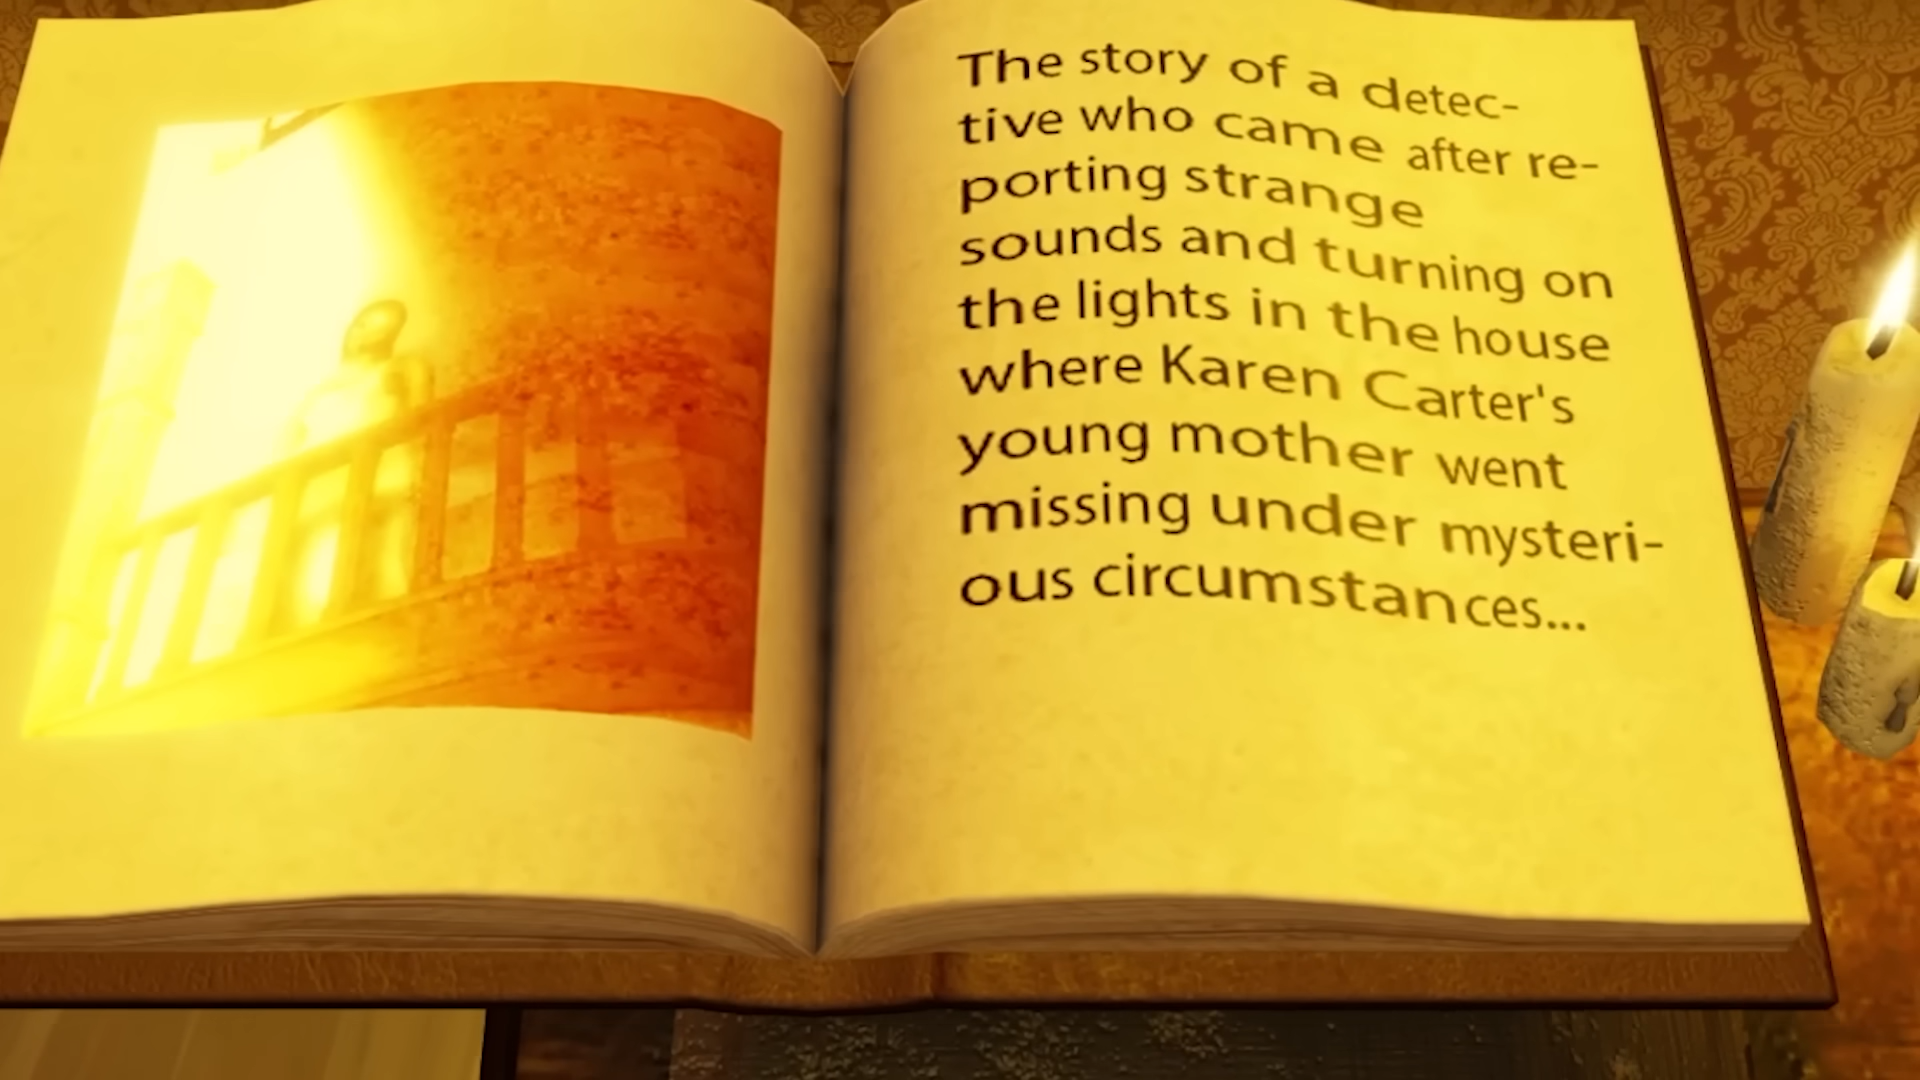 The story of a detec-
tive who came after re-
porting strange
sounds and turning on
the lights in the house
where Karen Carter's
young mother went
missing under mysteri-
ous circumstances...